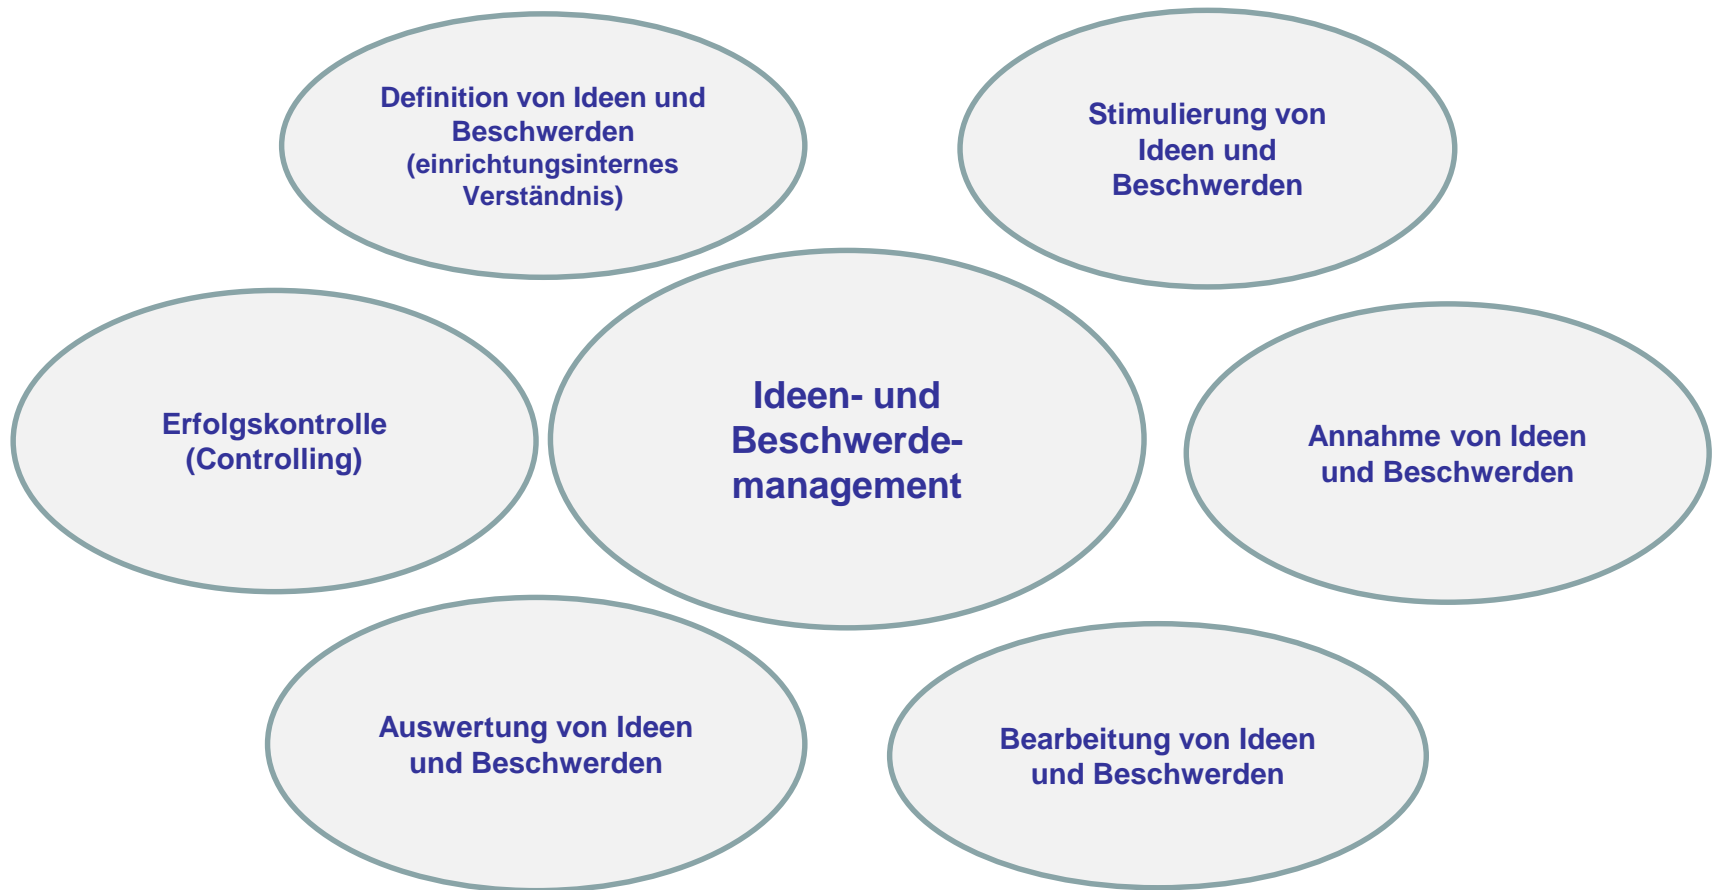 Definition von Ideen und
Beschwerden
(einrichtungsinternes
Verständnis)
Stimulierung von
Ideen und
Beschwerden
Ideen- und
Beschwerde-
management
Erfolgskontrolle
(Controlling)
Annahme von Ideen
und Beschwerden
Auswertung von Ideen
und Beschwerden
Bearbeitung von Ideen
und Beschwerden